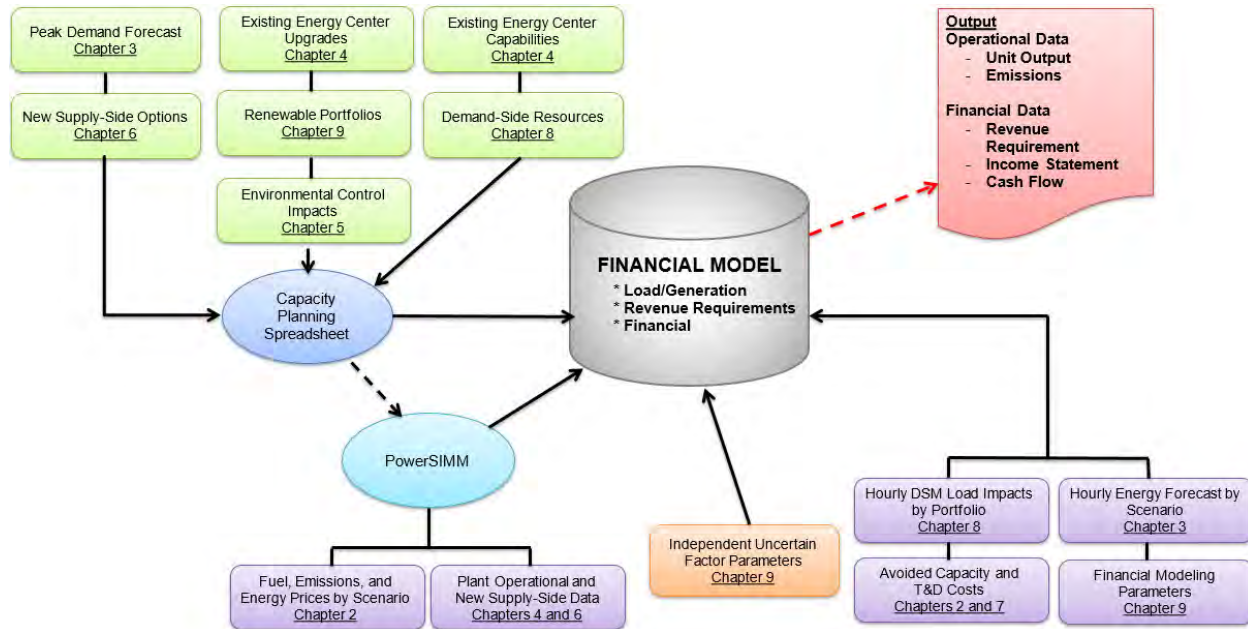 Peak Demand Forecast
Chapter 3
Existing Energy Center
Upgrades
Chapter 4
Existing Energy Center
Capabilities
Chapter 4
New Supply-Side Options
Chapter 6
Renewable Portfolios
Chapter 9
Demand-Side Resources
Chapter 8
Environmental Control
Impacts
Chapter 5
Capacity
Planning
Spreadsheet
PowerSIMM
FINANCIAL MODEL
* Load/Generation
* Revenue Requirements
* Financial
Output
Operational Data
- Unit Output
- Emissions
Financial Data
- Revenue
Requirement
- Income Statement
- Cash Flow
Fuel, Emissions, and
Energy Prices by Scenario
Chapter 2
Plant Operational and
New Supply-Side Data
Chapters 4 and 6
Independent Uncertain
Factor Parameters
Chapter 9
Hourly DSM Load Impacts
by Portfolio
Chapter 8
Hourly Energy Forecast by
Scenario
Chapter 3
Avoided Capacity and
T&D Costs
Chapters 2 and 7
Financial Modeling
Parameters
Chapter 9